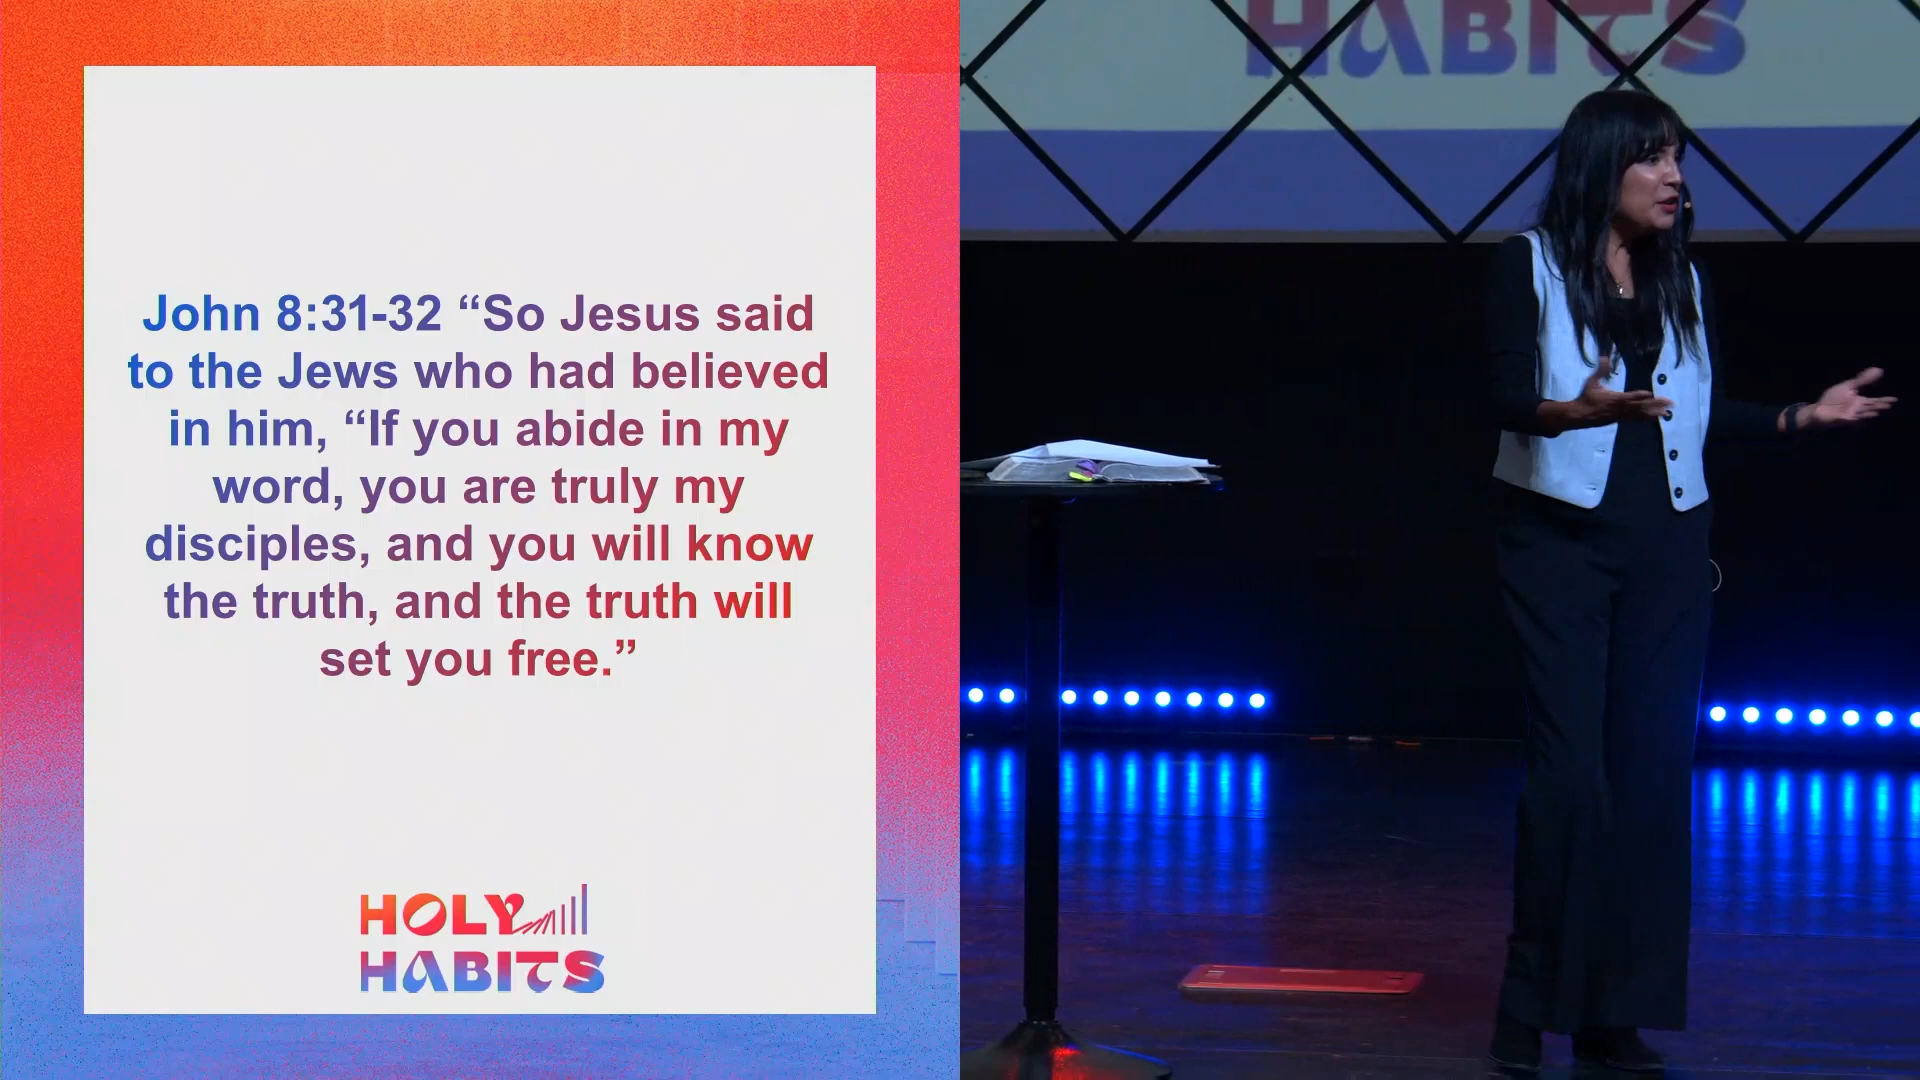 John 8:31-32 “So Jesus said
to the Jews who had believed
in him, “If you abide in my
word, you are truly my
disciples, and you will know
the truth, and the truth will
set you free.”
HOLY
HABITS
HABITS